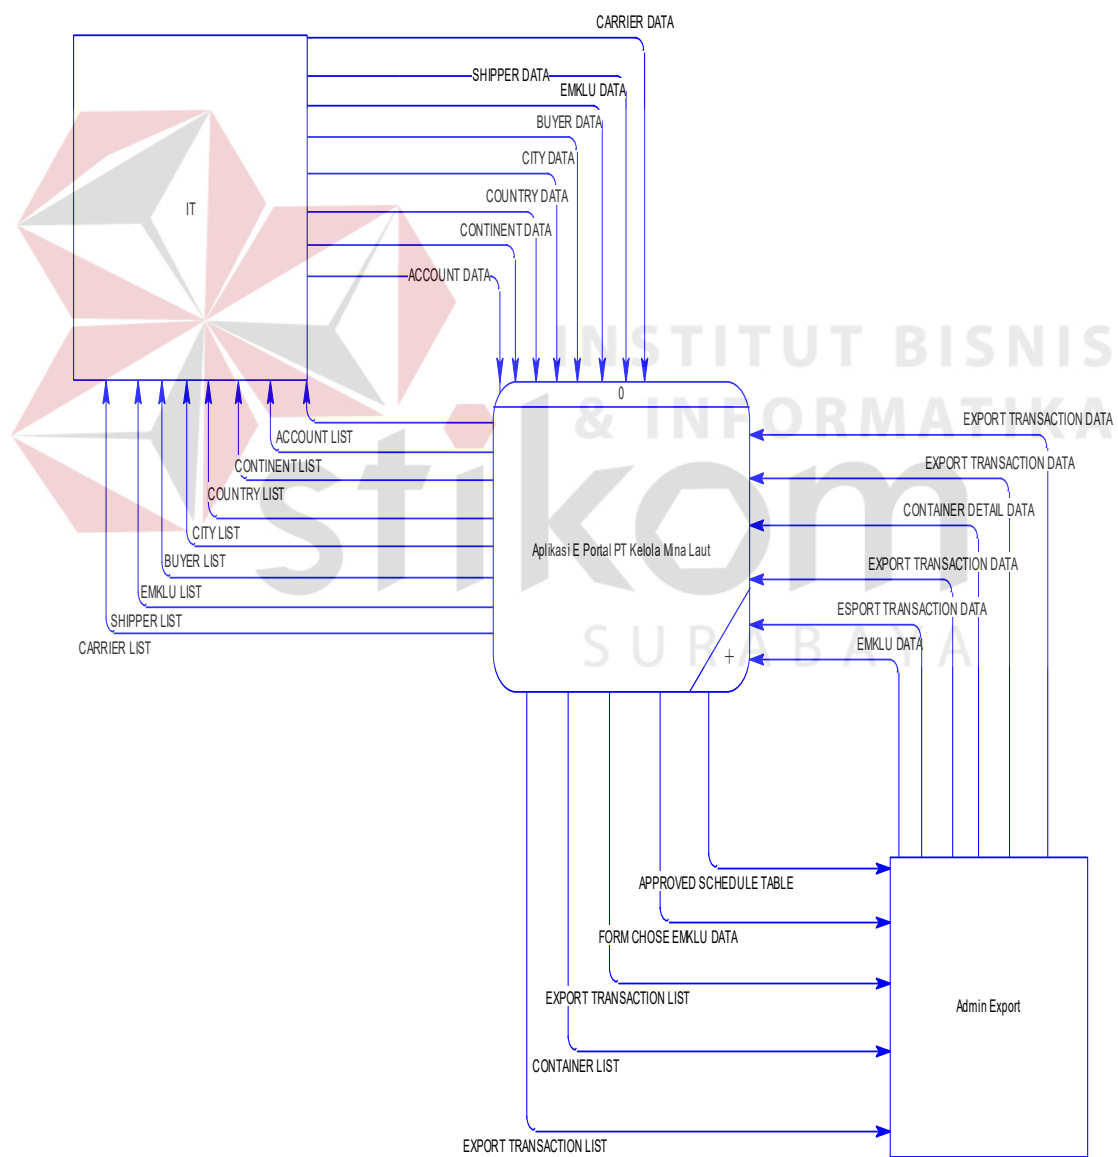 CARRIER DATA
SHIPPER DATA
EMKLU DATA
BUYER DATA
CITY DATA
IT
COUNTRY DATA
CONTINENT DATA
ACCOUNT DATA
INSTITUT BISNIS
& INFORMATIKA
0
EXPORT TRANSACTION DATA
ACCOUNT LIST
EXPORT TRANSACTION DATA
CONTINENT LIST
COUNTRY LIST
CONTAINER DETAIL DATA
CITY LIST
stikom
Aplikasi E Portal PT Kelola Mina Laut
BUYER LIST
EXPORT TRANSACTION DATA
EMKLU LIST
ESPORT TRANSACTION DATA
SHIPPER LIST
EMKLU DATA
CARRIER LIST
SURABAYA
+
APPROVED SCHEDULE TABLE
FORM CHOSE EMKLU DATA
EXPORT TRANSACTION LIST
Admin Export
CONTAINER LIST
EXPORT TRANSACTION LIST